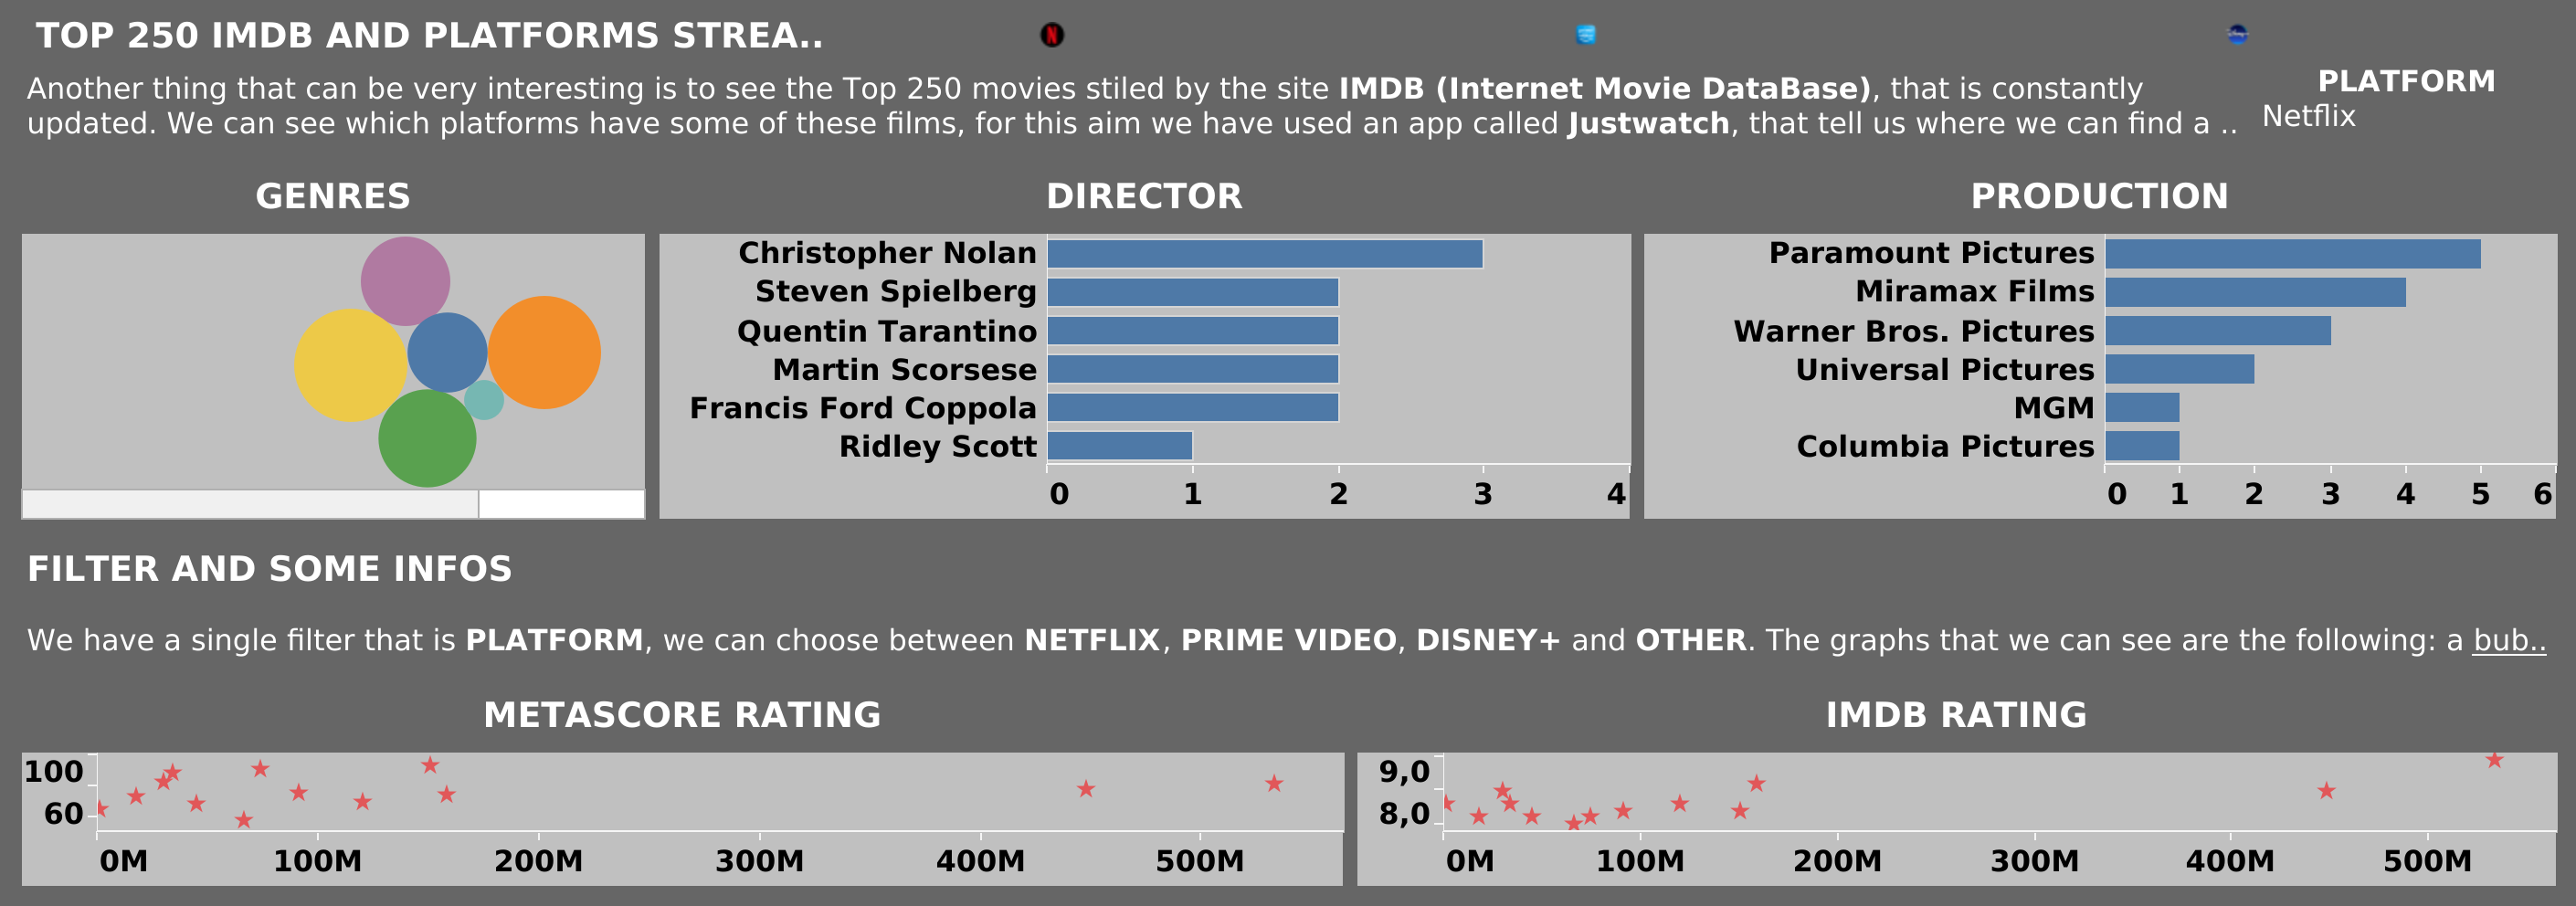 TOP 250 IMDB AND PLATFORMS STREA..
N
Another thing that can be very interesting is to see the Top 250 movies stiled by the site IMDB (Internet Movie DataBase), that is constantly
updated. We can see which platforms have some of these films, for this aim we have used an app called Justwatch, that tell us where we can find a ..
PLATFORM
Netflix
GENRES
DIRECTOR
Christopher Nolan
Steven Spielberg
Quentin Tarantino
Martin Scorsese
Francis Ford Coppola
Ridley Scott
0 1 2 3 4
PRODUCTION
Paramount Pictures
Miramax Films
Warner Bros. Pictures
Universal Pictures
MGM
Columbia Pictures
0 1 2 3 4 5 6
FILTER AND SOME INFOS
We have a single filter that is PLATFORM, we can choose between NETFLIX, PRIME VIDEO, DISNEY+ and OTHER. The graphs that we can see are the following: a bub..
METASCORE RATING
100
60
0M 100M 200M 300M 400M 500M
IMDB RATING
9,0
8,0
0M 100M 200M 300M 400M 500M